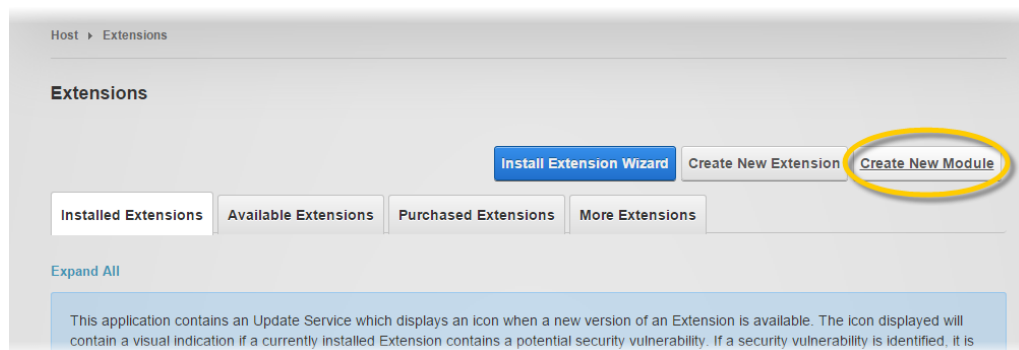 Host ▸ Extensions
Extensions
Install Extension Wizard Create New Extension Create New Module
Installed Extensions Available Extensions Purchased Extensions More Extensions
Expand All
This application contains an Update Service which displays an icon when a new version of an Extension is available. The icon displayed will
contain a visual indication if a currently installed Extension contains a potential security vulnerability. If a security vulnerability is identified, it is